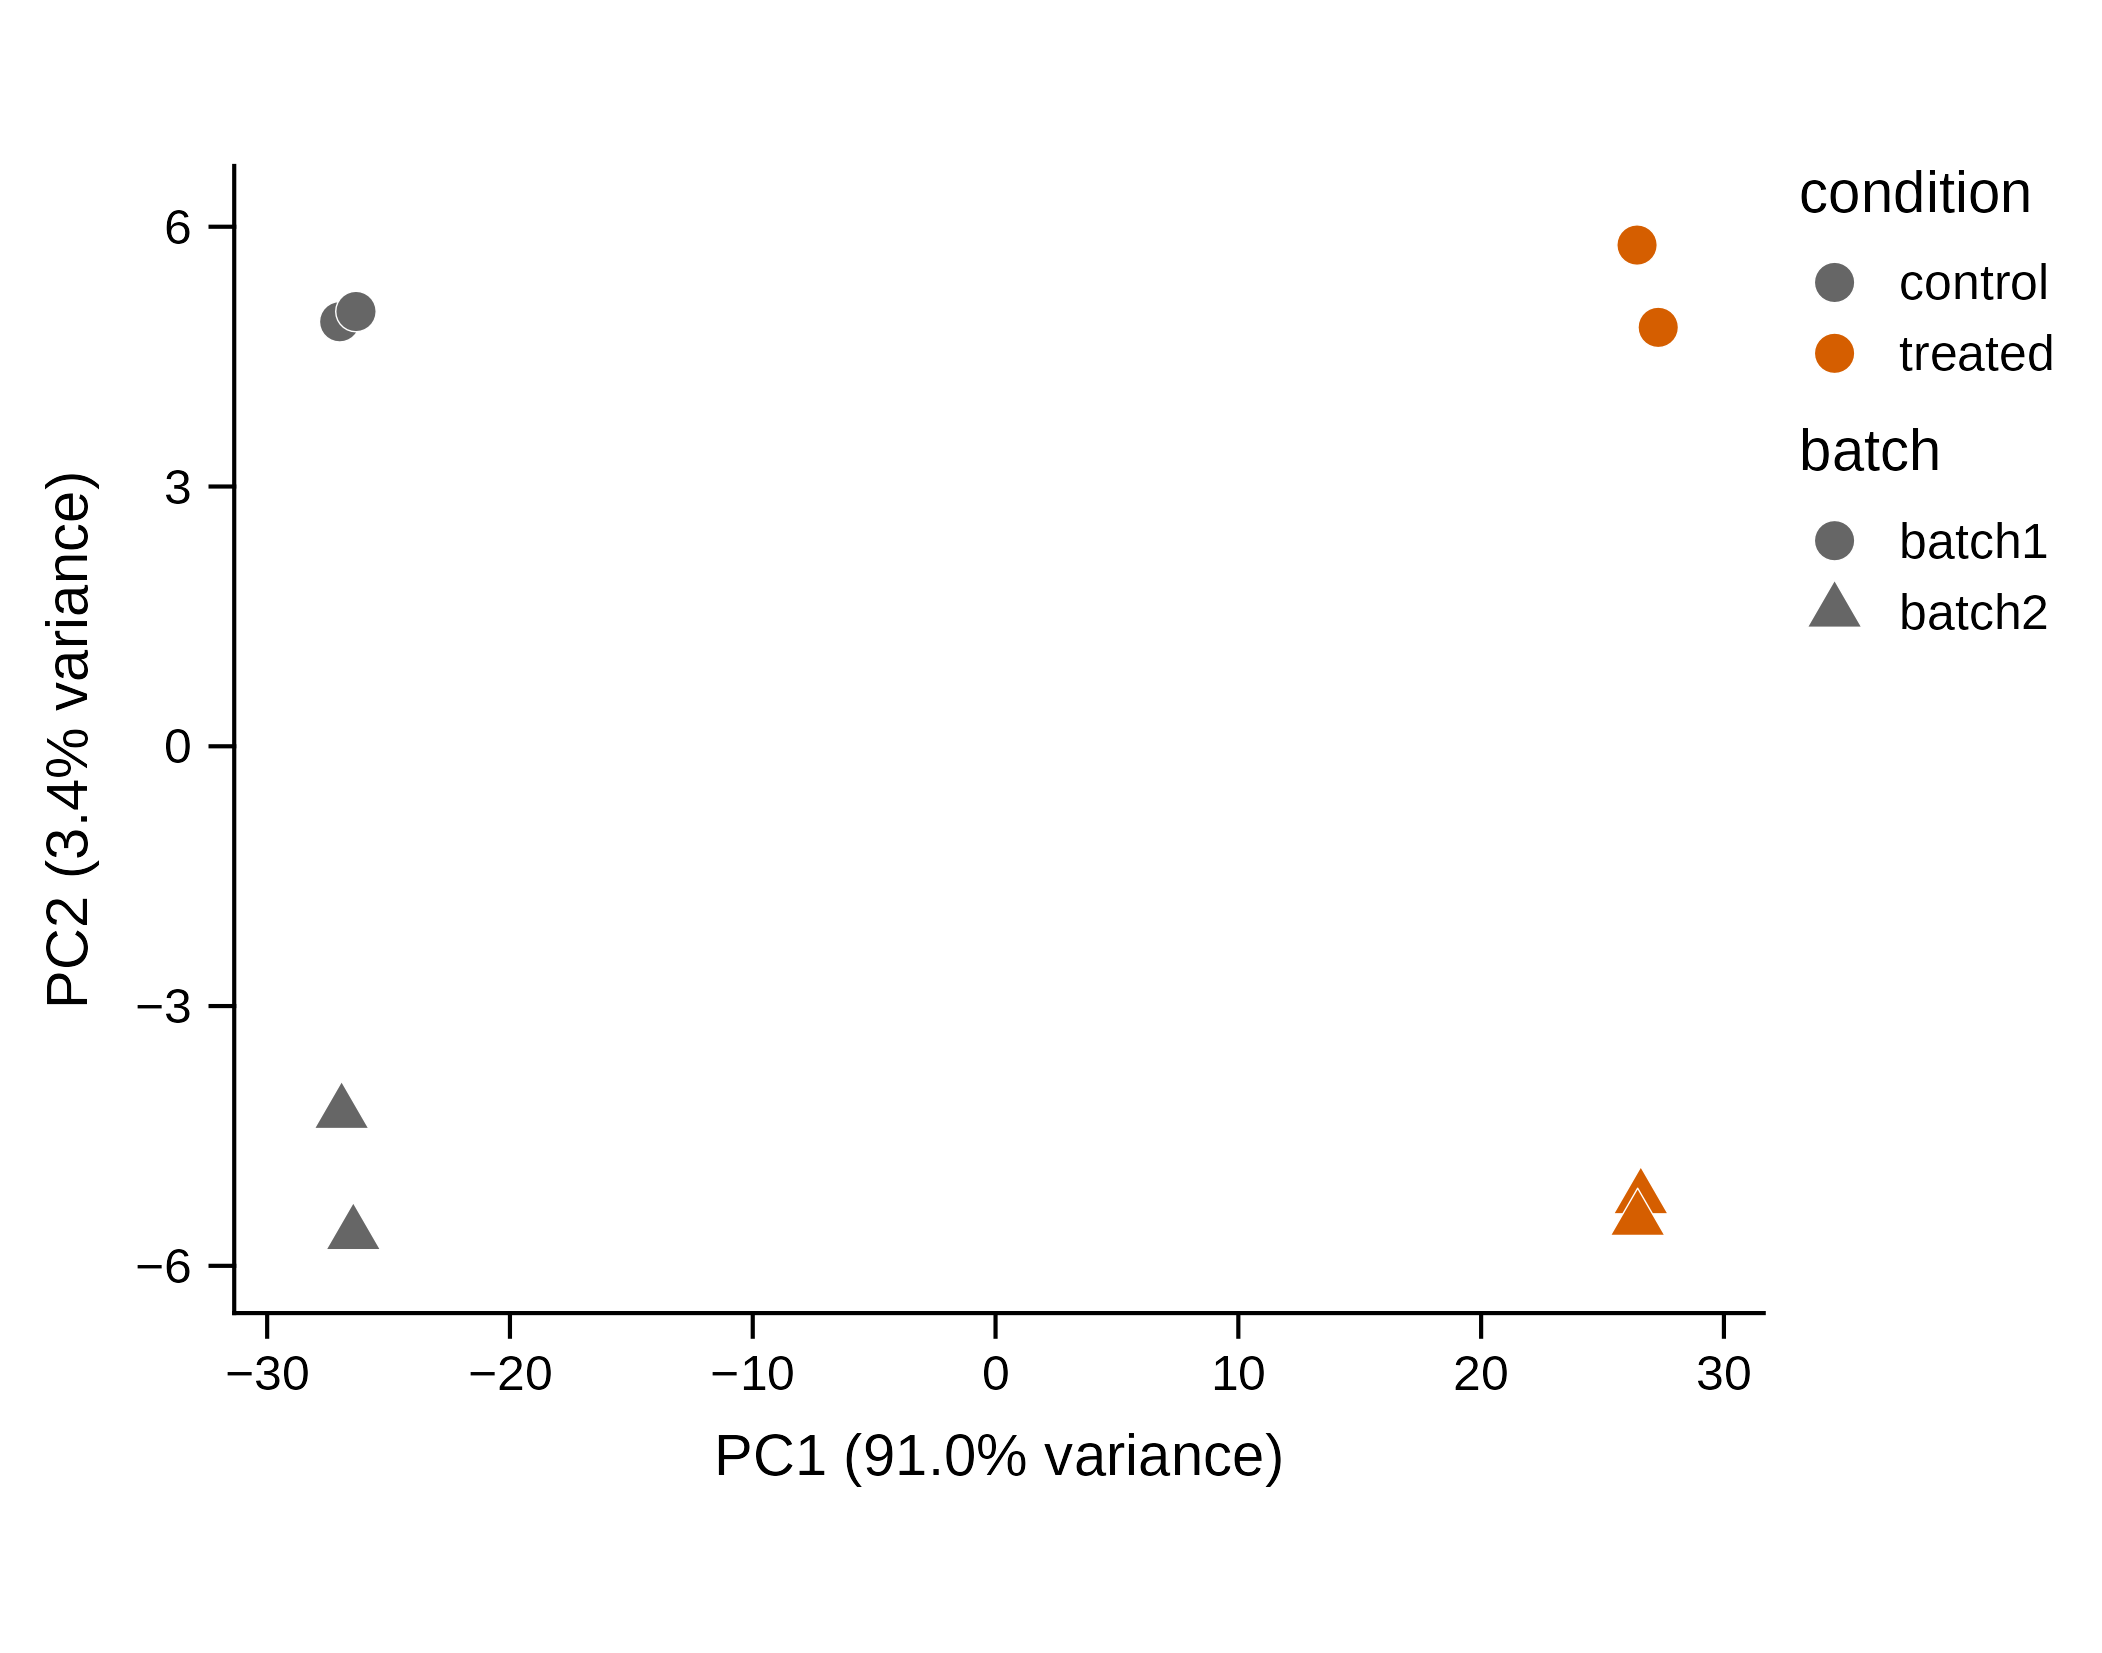 condition
control
treated
batch
batch1
batch2
PC2 (3.4% variance)
6
3
0
−3
−6
−30
−20
−10
0
10
20
30
PC1 (91.0% variance)